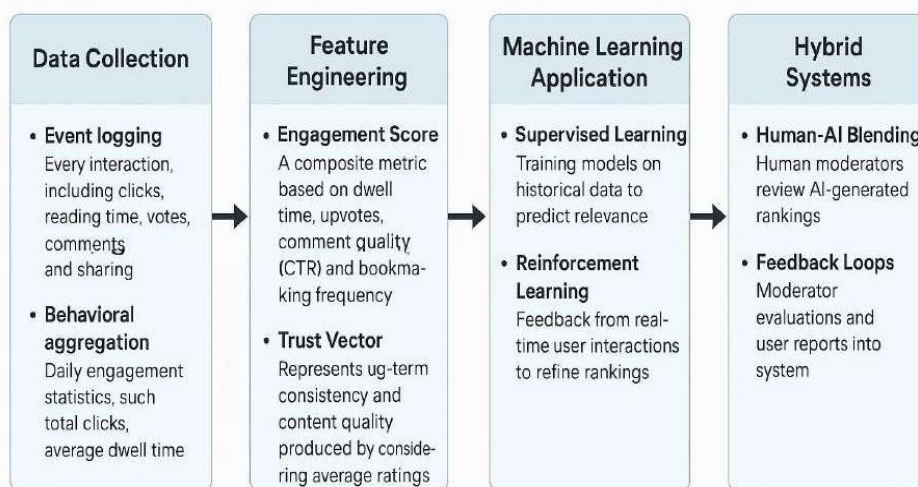 Data Collection
• Event logging
Every interaction,
including clicks,
reading time, votes,
comments
and sharing
• Behavioral
aggregation
Daily engagement
statistics, such
total clicks,
average dwell time
Feature
Engineering
• Engagement Score
A composite metric
based on dwell
time, upvotes,
comment quality
(CTR) and bookma-
king frequency
• Trust Vector
Represents ug-term
consistency and
content quality
produced by conside-
ring average ratings
Machine Learning
Application
• Supervised Learning
Training models on
historical data to
predict relevance
• Reinforcement
Learning
Feedback from real-
time user interactions
to refine rankings
Hybrid
Systems
• Human-AI Blending
Human moderators
review AI-generated
rankings
• Feedback Loops
Moderator
evaluations and
user reports into
system